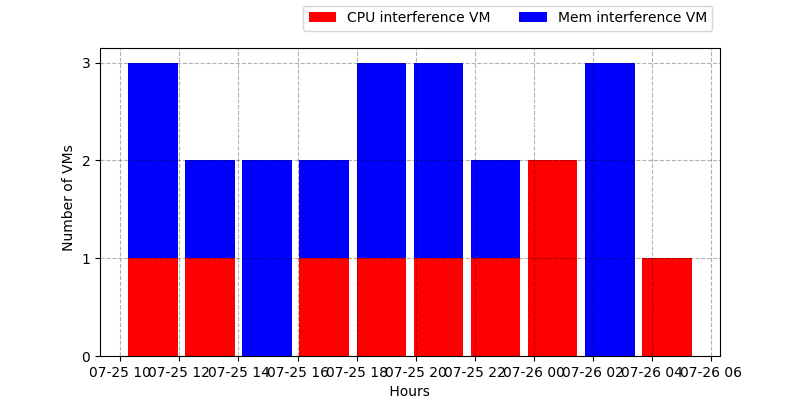 CPU interference VM Mem interference VM
3
2
1
0
Number of VMs
07-25 10 07-25 12 07-25 14 07-25 16 07-25 18 07-25 20 07-25 22 07-26 00 07-26 02 07-26 04 07-26 06
Hours